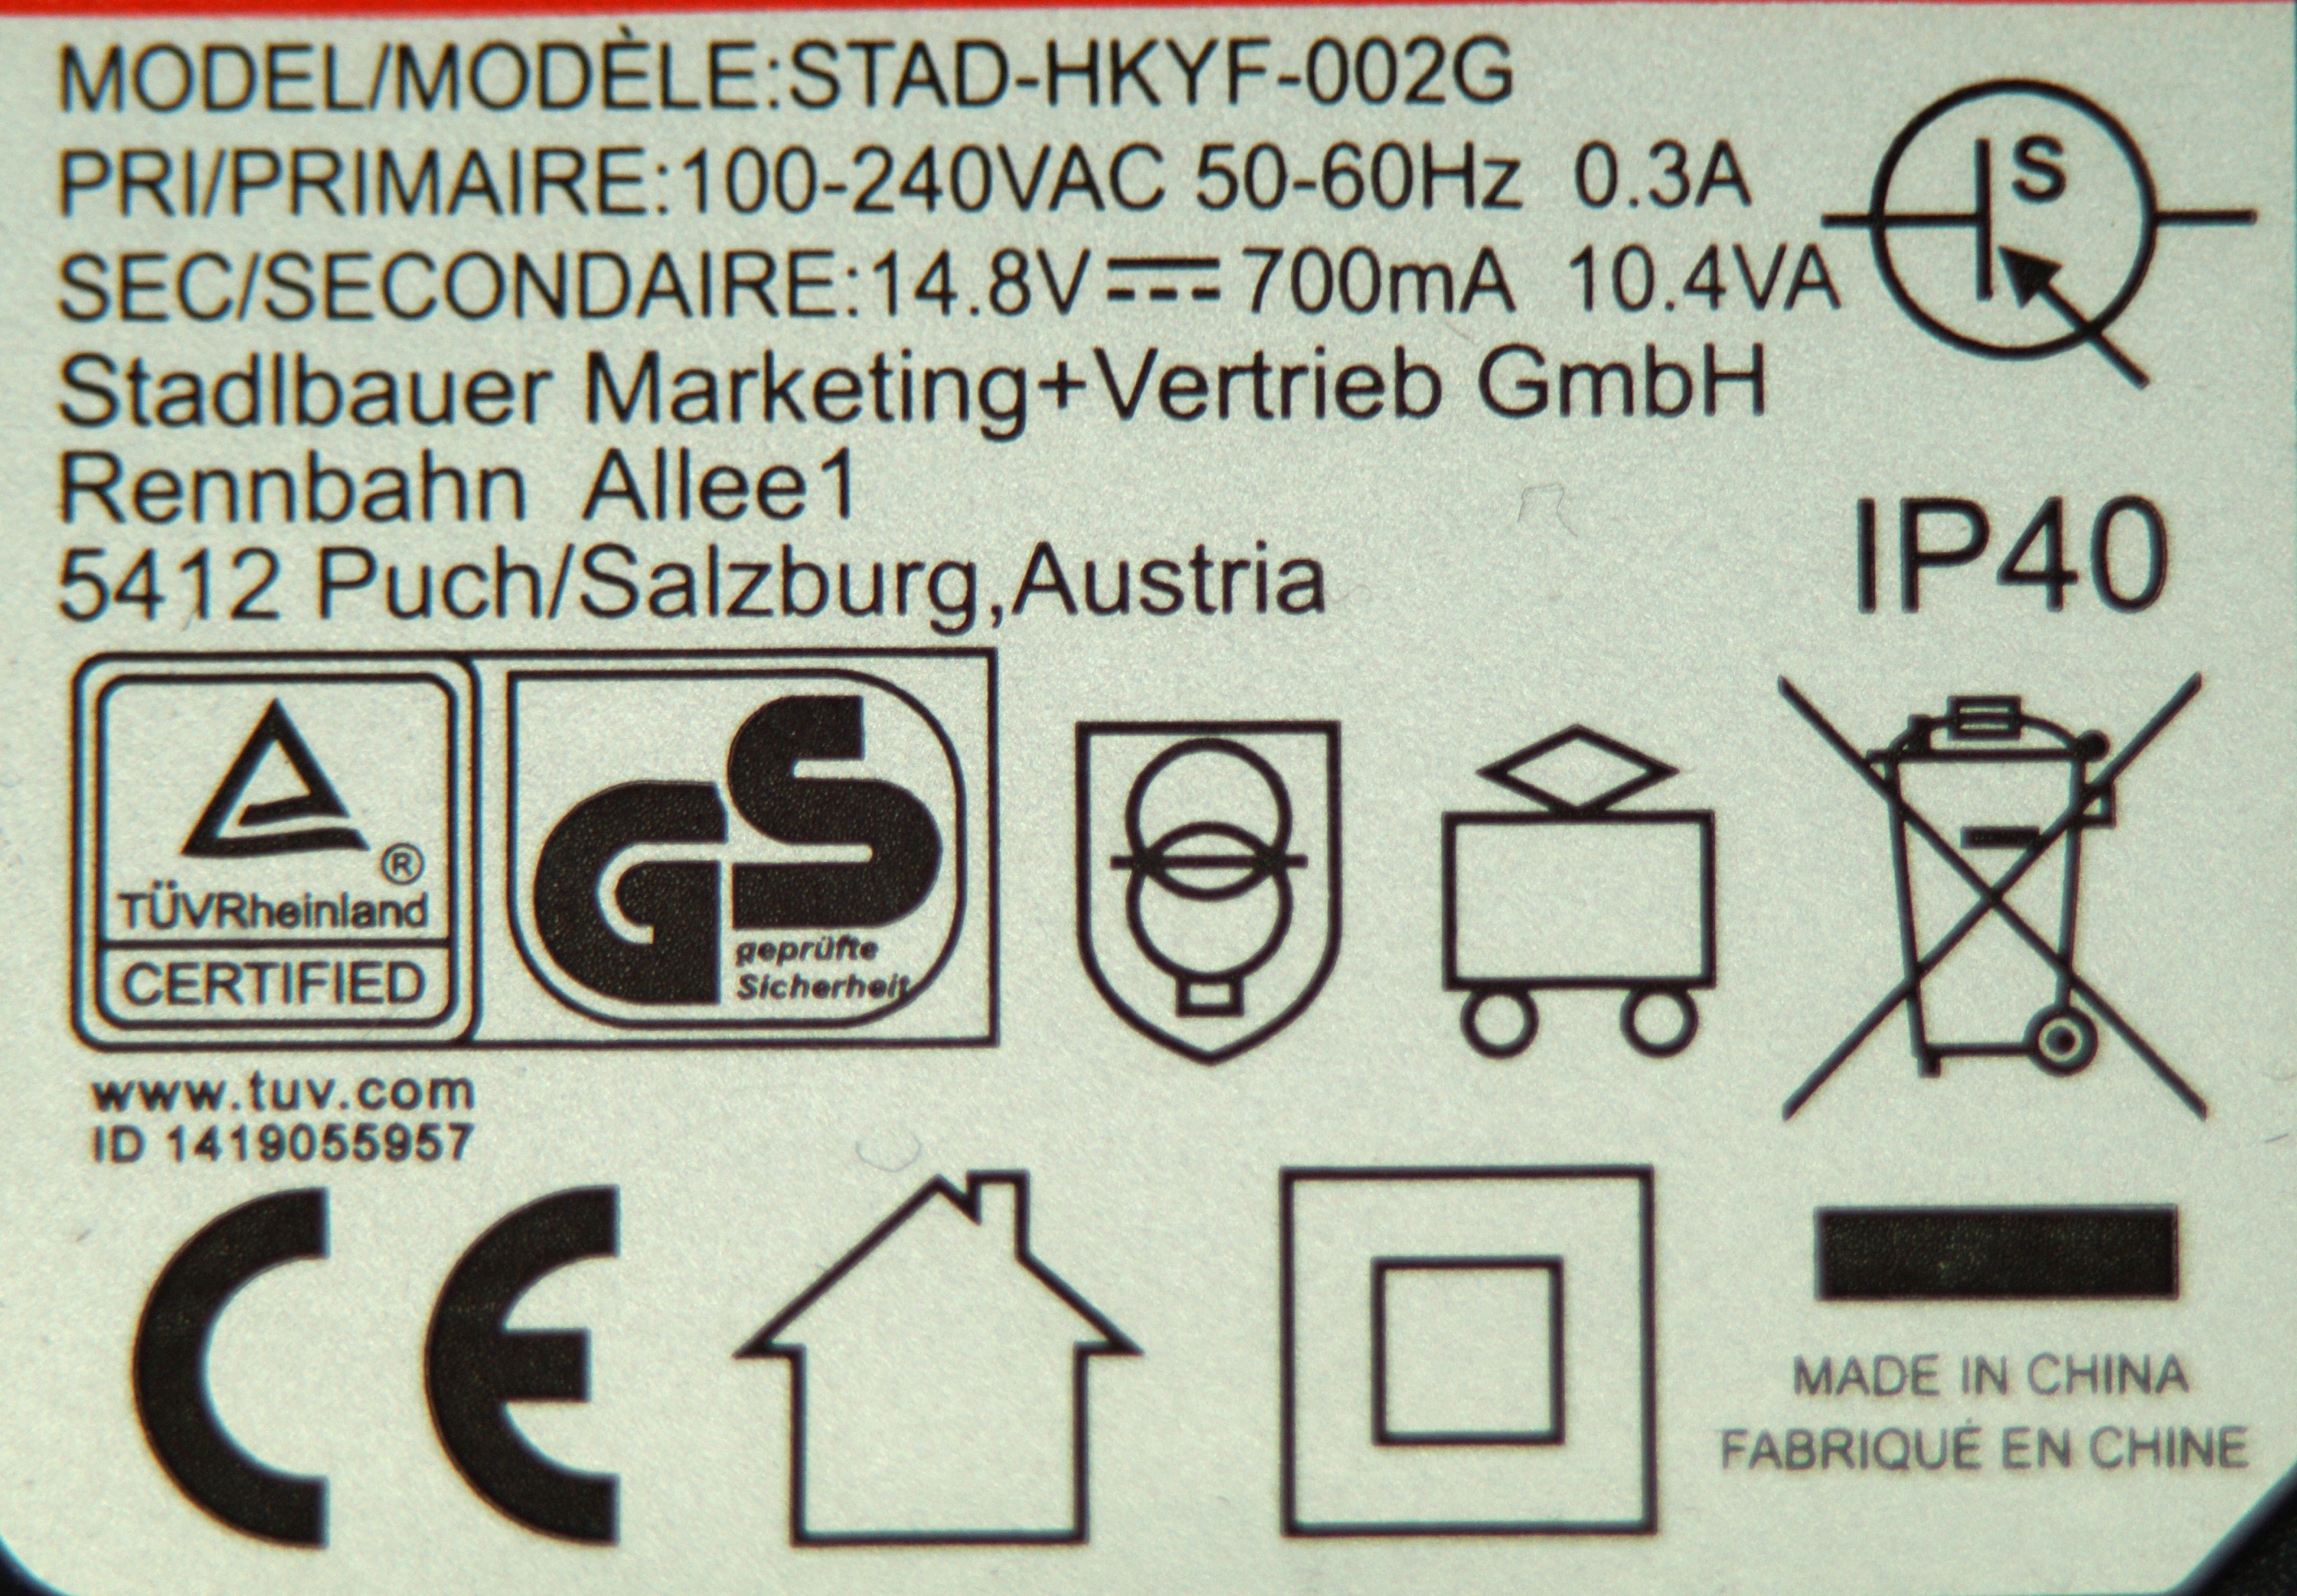 MODEL/MODÈLE:STAD-HKYF-002G
PRI/PRIMAIRE:100-240VAC 50-60Hz 0.3A
SEC/SECONDAIRE:14.8V⎓700mA 10.4VA
S
Stadlbauer Marketing+Vertrieb GmbH
Rennbahn Allee1
5412 Puch/Salzburg,Austria
IP40
®
TÜVRheinland
CERTIFIED
GS
geprüfte
Sicherheit
www.tuv.com
ID 1419055957
CE
MADE IN CHINA
FABRIQUÉ EN CHINE